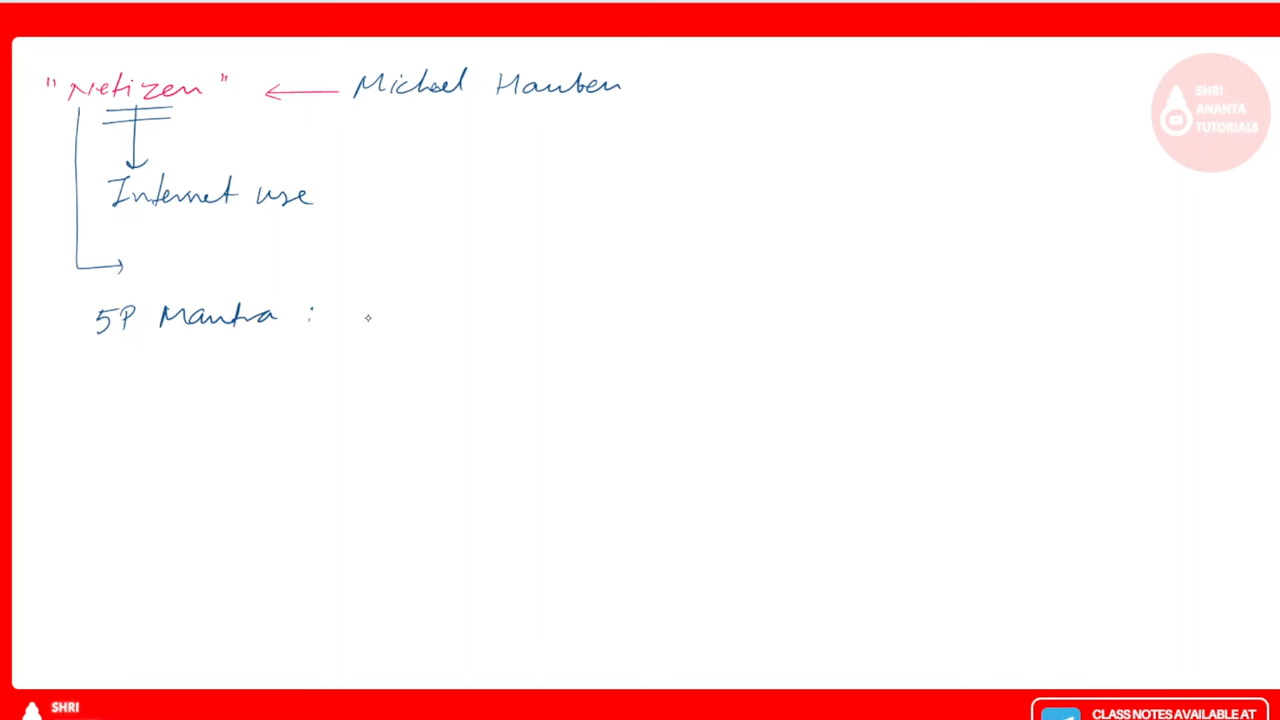 "Netizen" ← Michael Hauben
SHRI
ANANTA
TUTORIALS
Internet use
5P Mantra :
SHRI
CLASS NOTES AVAILABLE AT